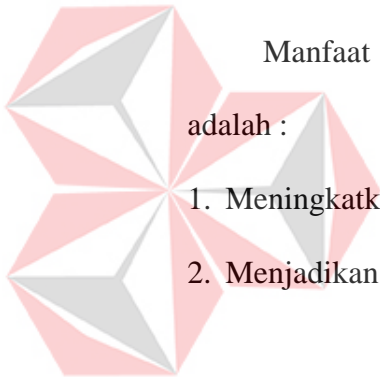 Manfaat
adalah :
1. Meningkatk
2. Menjadikan